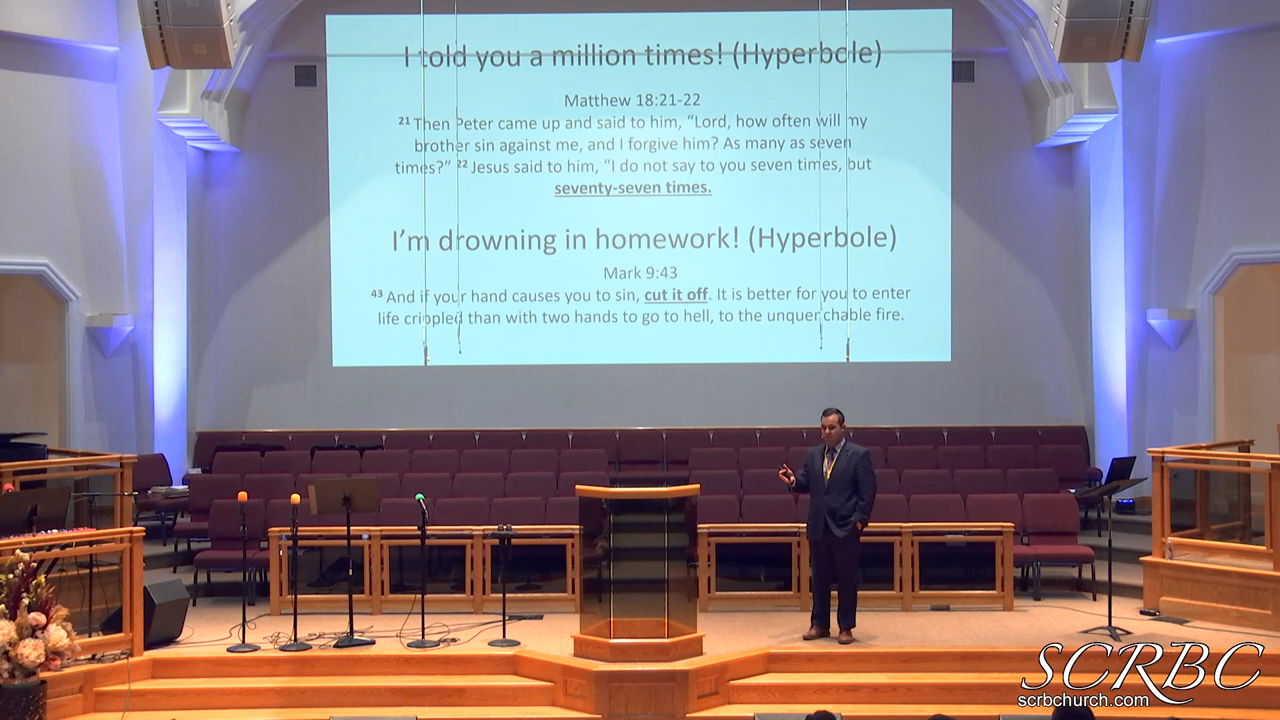 I told you a million times! (Hyperbole)
Matthew 18:21-22
21 Then Peter came up and said to him, “Lord, how often will my
brother sin against me, and I forgive him? As many as seven
times?” 22 Jesus said to him, “I do not say to you seven times, but
seventy-seven times.
I’m drowning in homework! (Hyperbole)
Mark 9:43
43 And if your hand causes you to sin, cut it off. It is better for you to enter
life crippled than with two hands to go to hell, to the unquenchable fire.
SCRBC
scrbchurch.com